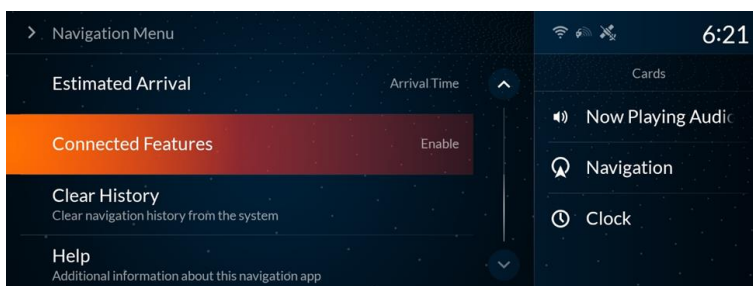 Navigation Menu
6:21
Estimated Arrival
Arrival Time
Cards
Now Playing Audio
Connected Features
Enable
Navigation
Clear History
Clear navigation history from the system
Clock
Help
Additional information about this navigation app